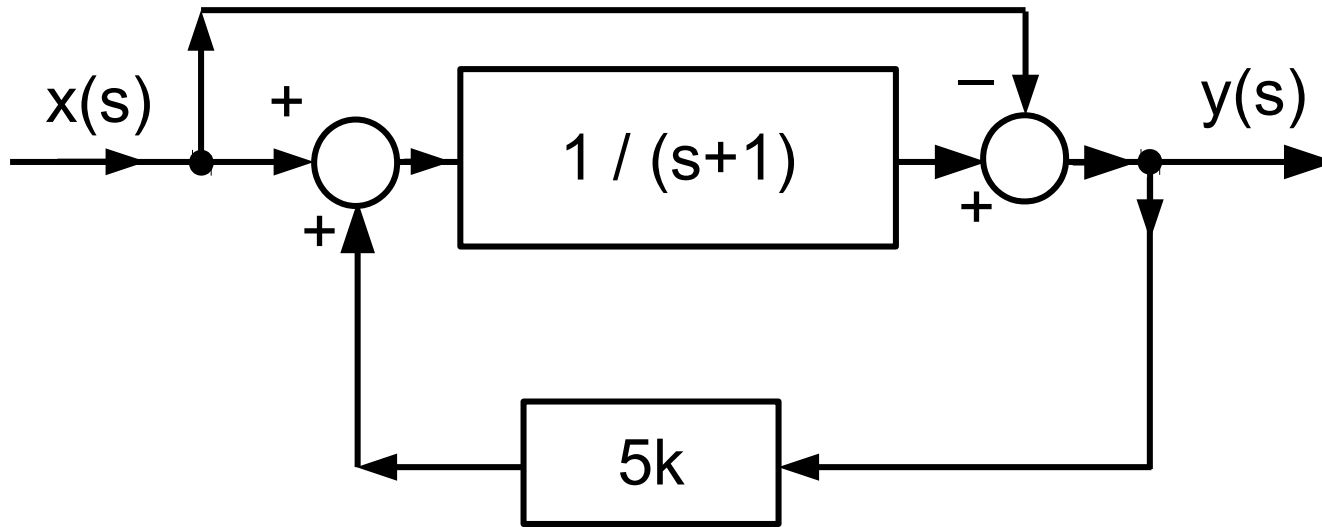 x(s)
+
+
1 / (s+1)
−
+
y(s)
5k